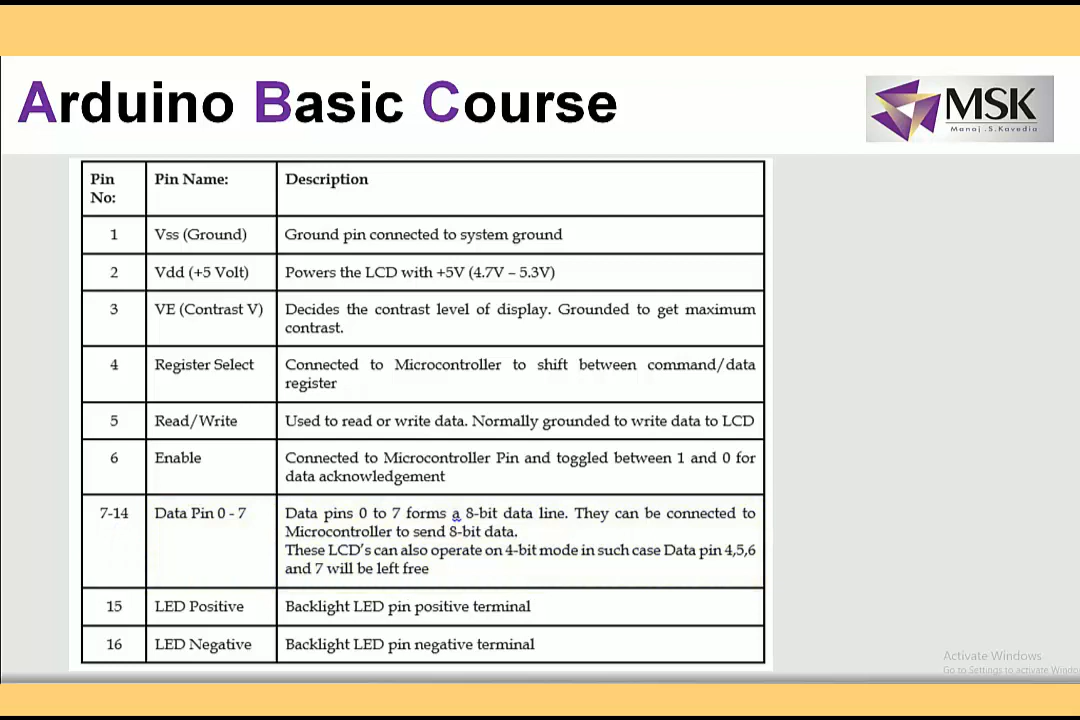 Arduino Basic Course
MSK
Manoj .S.Kavedia
Pin No: Pin Name: Description
1 Vss (Ground) Ground pin connected to system ground
2 Vdd (+5 Volt) Powers the LCD with +5V (4.7V – 5.3V)
3 VE (Contrast V) Decides the contrast level of display. Grounded to get maximum
contrast.
4 Register Select Connected to Microcontroller to shift between command/data
register
5 Read/Write Used to read or write data. Normally grounded to write data to LCD
6 Enable Connected to Microcontroller Pin and toggled between 1 and 0 for
data acknowledgement
7-14 Data Pin 0 - 7 Data pins 0 to 7 forms a 8-bit data line. They can be connected to
Microcontroller to send 8-bit data.
These LCD's can also operate on 4-bit mode in such case Data pin 4,5,6
and 7 will be left free
15 LED Positive Backlight LED pin positive terminal
16 LED Negative Backlight LED pin negative terminal
Activate Windows
Go to Settings to activate Windo